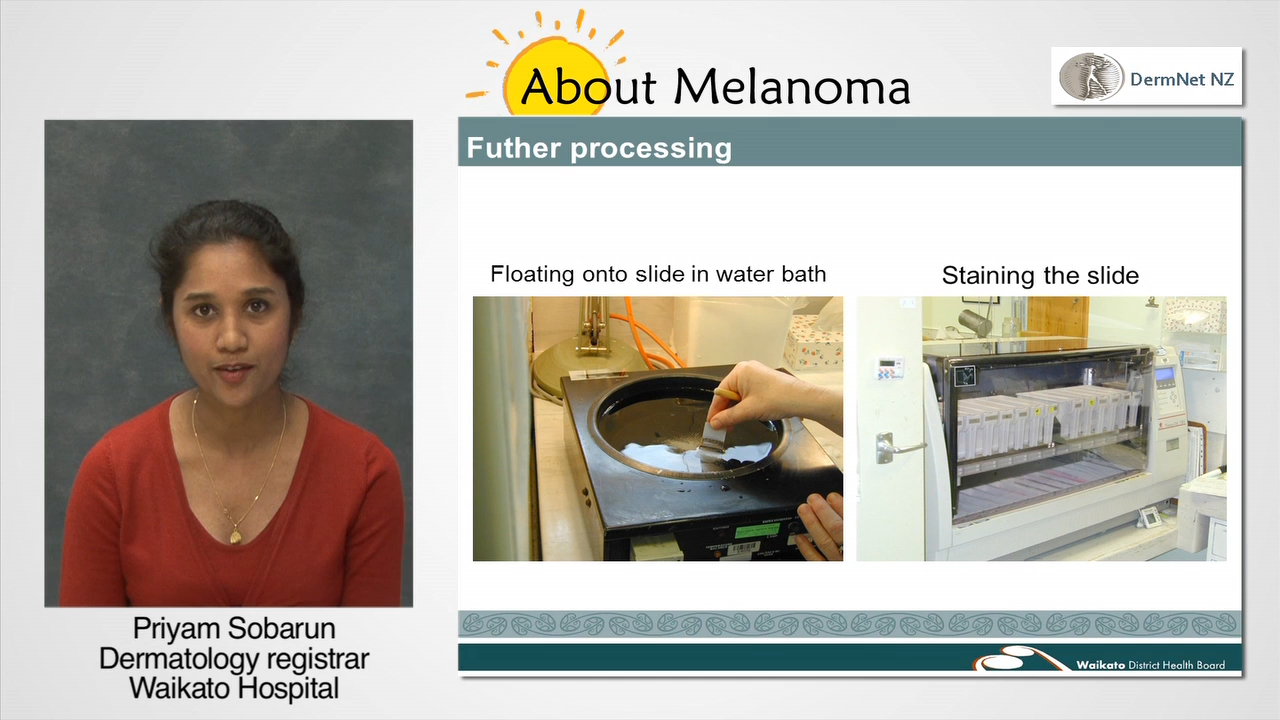 About Melanoma
DermNet NZ
Futher processing
Floating onto slide in water bath
Staining the slide
Priyam Sobarun
Dermatology registrar
Waikato Hospital
Waikato District Health Board